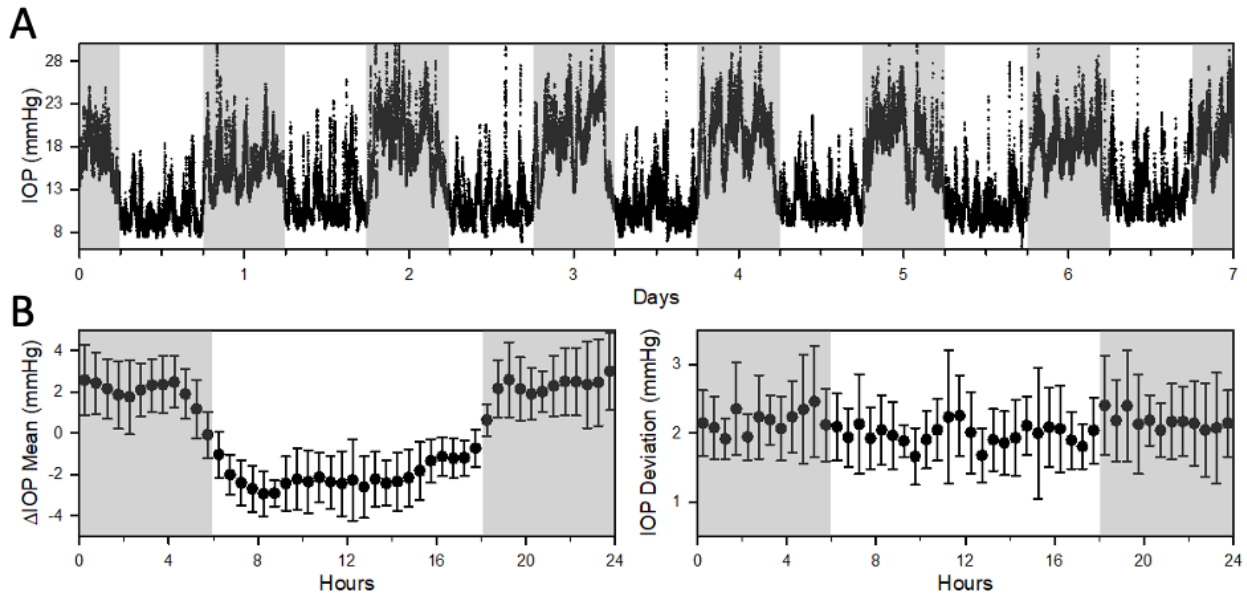 A
IOP (mmHg)
28
23
18
13
8
0 1 2 3 4 5 6 7
Days
B
ΔIOP Mean (mmHg)
4
2
0
-2
-4
0 4 8 12 16 20 24
Hours
IOP Deviation (mmHg)
3
2
1
0 4 8 12 16 20 24
Hours